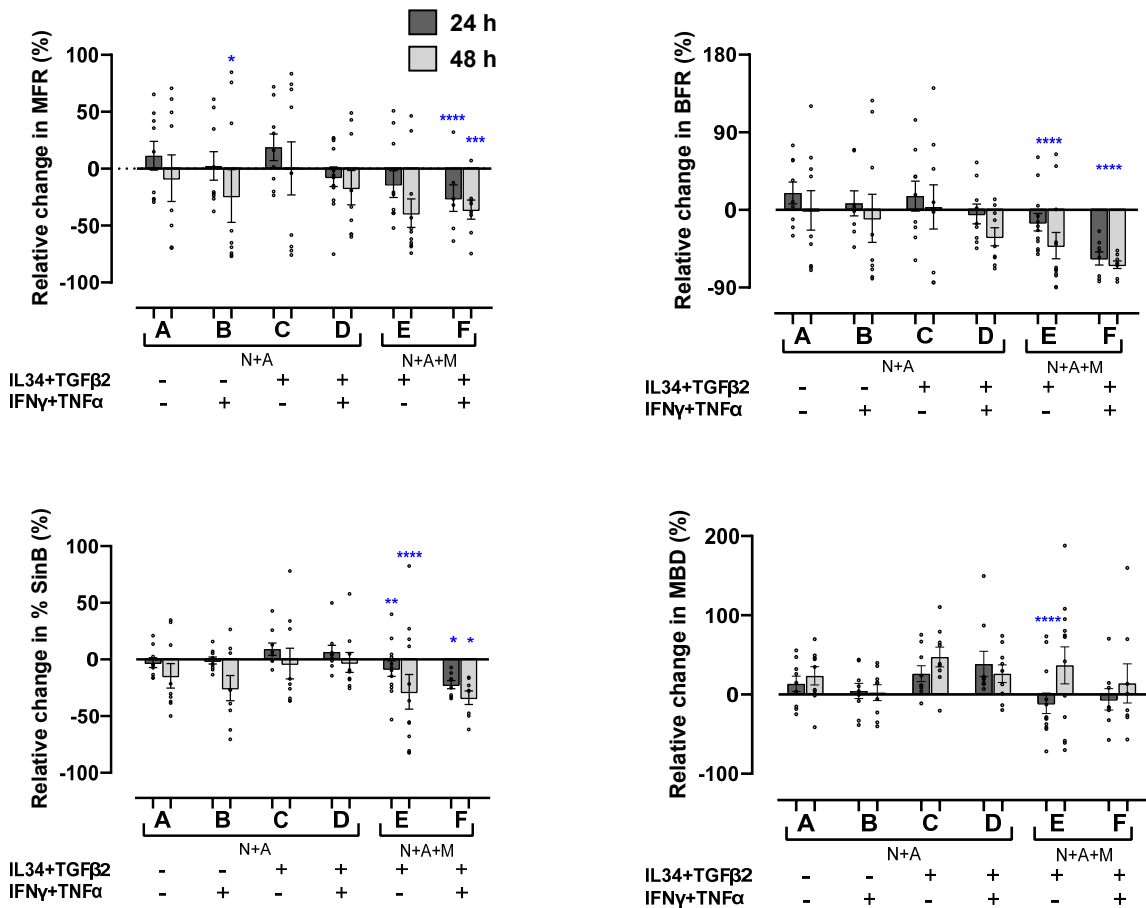 24 h
48 h
Relative change in MFR (%)
100
50
0
-50
-100
* **** ***
A B C D E F
N+A N+A+M
IL34+TGFβ2 - - + + + +
IFNγ+TNFα - + - + - +
Relative change in BFR (%)
180
90
0
-90
**** ****
A B C D E F
N+A N+A+M
IL34+TGFβ2 - - + + + +
IFNγ+TNFα - + - + - +
Relative change in % SinB (%)
100
50
0
-50
-100
** **** * *
A B C D E F
N+A N+A+M
IL34+TGFβ2 - - + + + +
IFNγ+TNFα - + - + - +
Relative change in MBD (%)
200
100
0
-100
****
A B C D E F
N+A N+A+M
IL34+TGFβ2 - - + + + +
IFNγ+TNFα - + - + - +